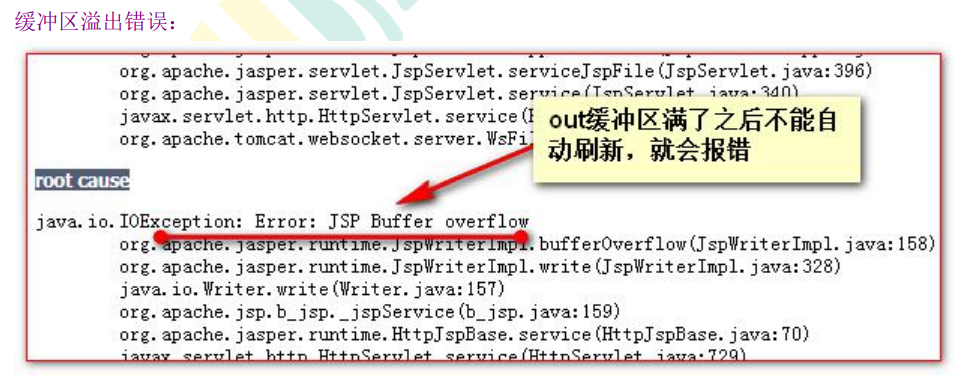 缓冲区溢出错误：
org.apache.jasper.servlet.JspServlet.serviceJspFile(JspServlet.java:396)
org.apache.jasper.servlet.JspServlet.service(JspServlet.java:340)
javax.servlet.http.HttpServlet.service(
org.apache.tomcat.websocket.server.WsFi
out缓冲区满了之后不能自
动刷新，就会报错
root cause
java.io.IOException: Error: JSP Buffer overflow
org.apache.jasper.runtime.JspWriterImpl.bufferOverflow(JspWriterImpl.java:158)
org.apache.jasper.runtime.JspWriterImpl.write(JspWriterImpl.java:328)
java.io.Writer.write(Writer.java:157)
org.apache.jsp.b_jsp._jspService(b_jsp.java:159)
org.apache.jasper.runtime.HttpJspBase.service(HttpJspBase.java:70)
javax.servlet.http.HttpServlet.service(HttpServlet.java:729)